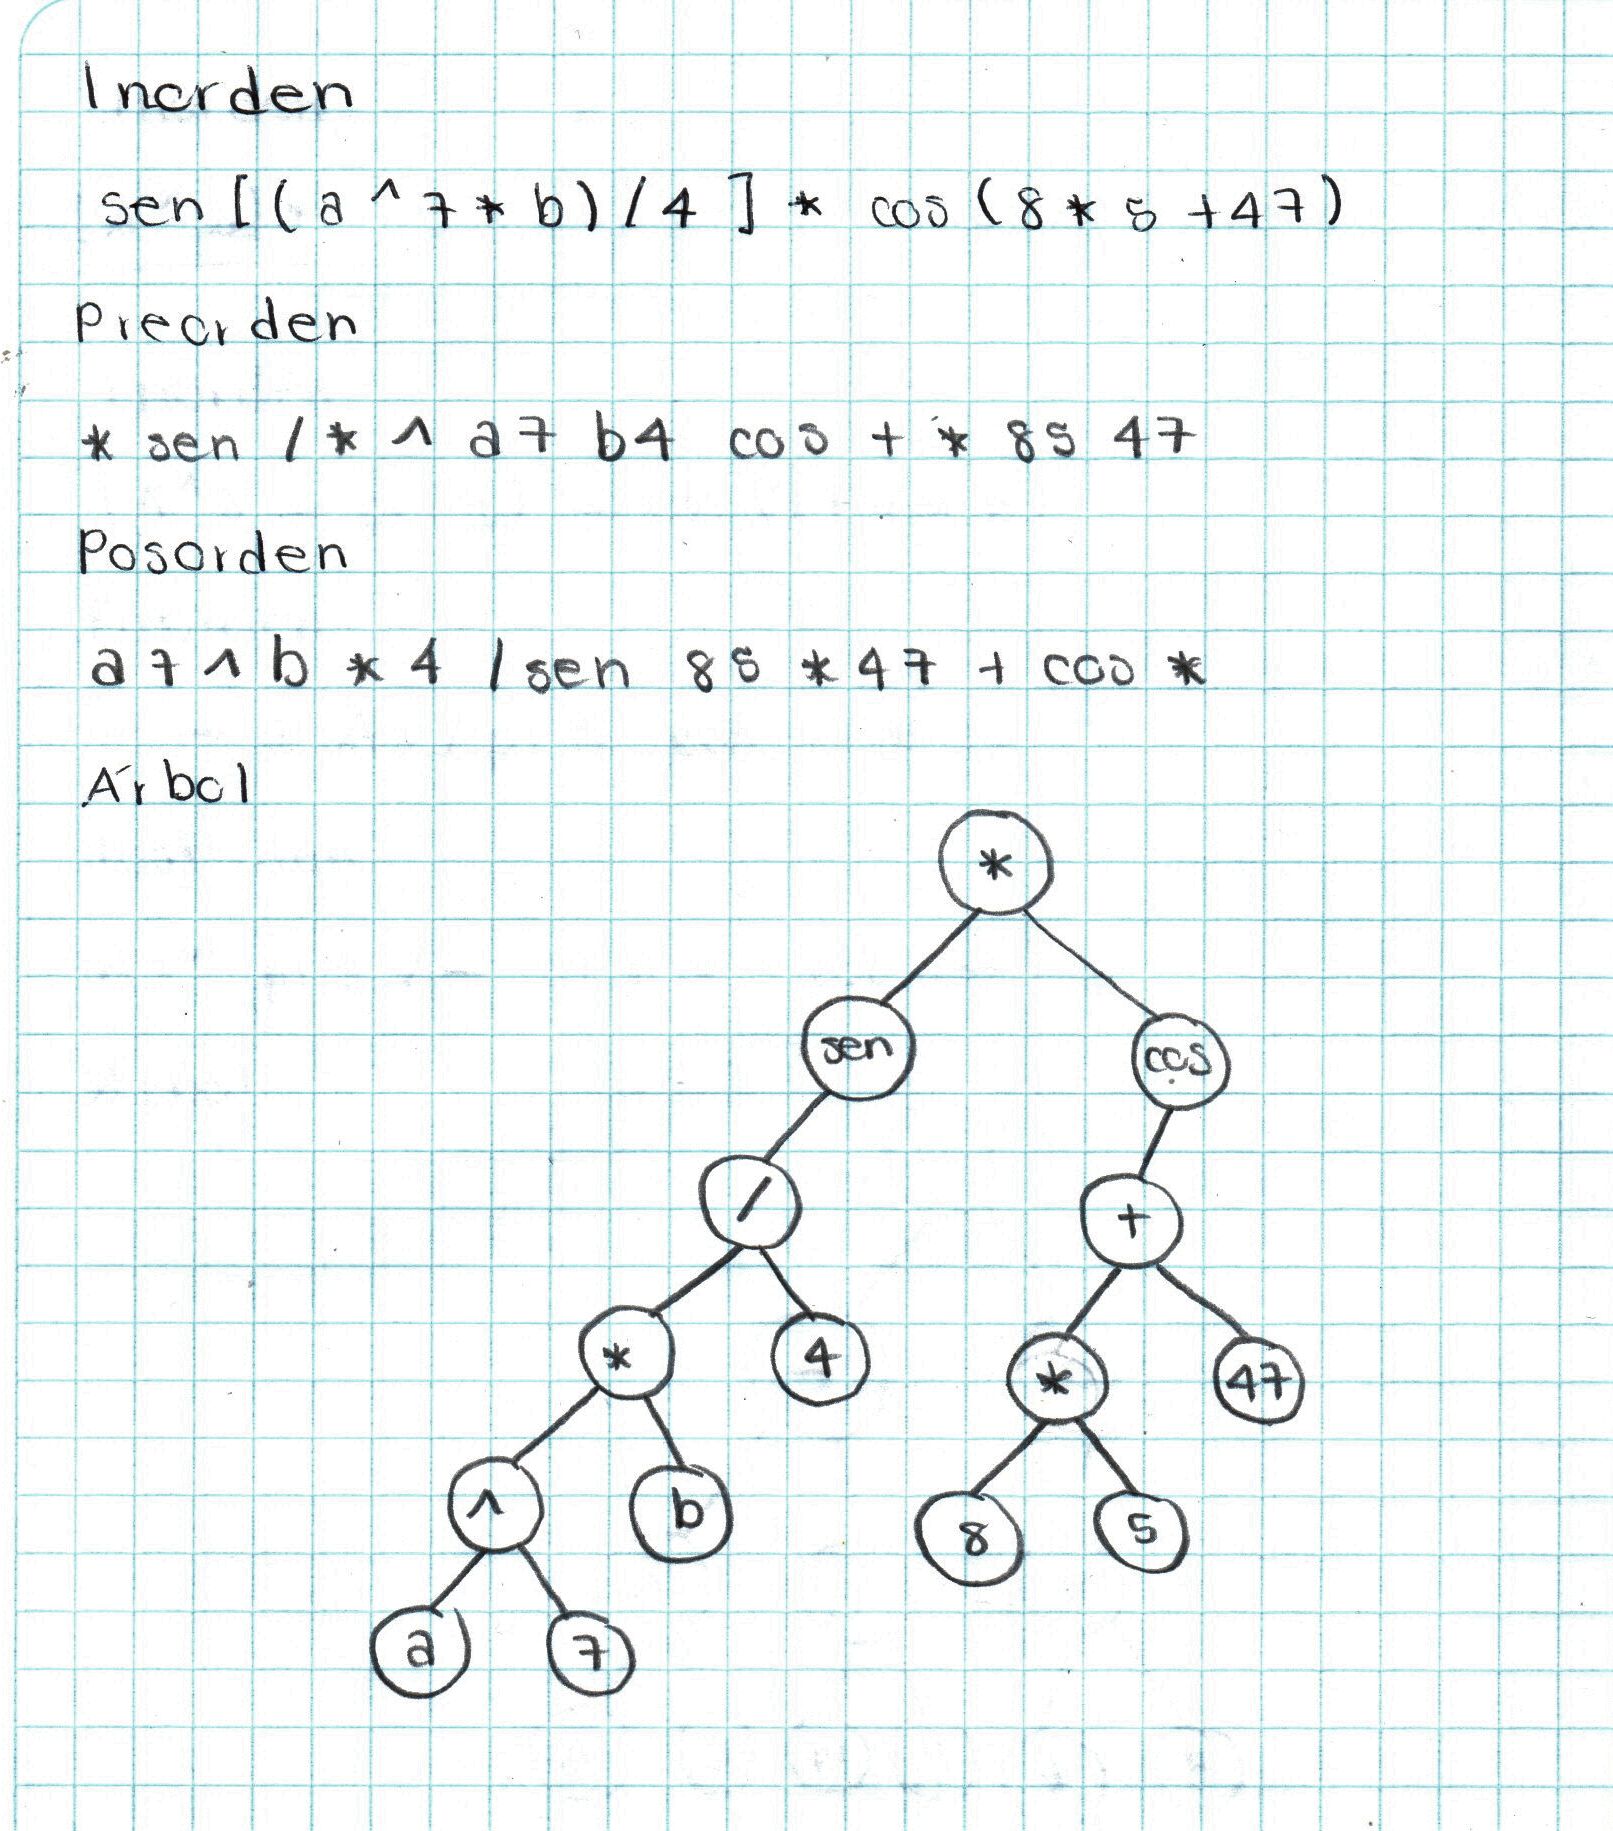 Inorden
sen [ ( a ^ 7 * b ) / 4 ] * cos ( 8 * 5 + 47 )
Preorden
* sen / * ^ a 7 b 4 cos + * 8 5 47
Posorden
a 7 ^ b * 4 / sen 8 5 * 47 + cos *
Árbol
*
sen cos
/ +
* 4 * 47
^ b 8 5
a 7